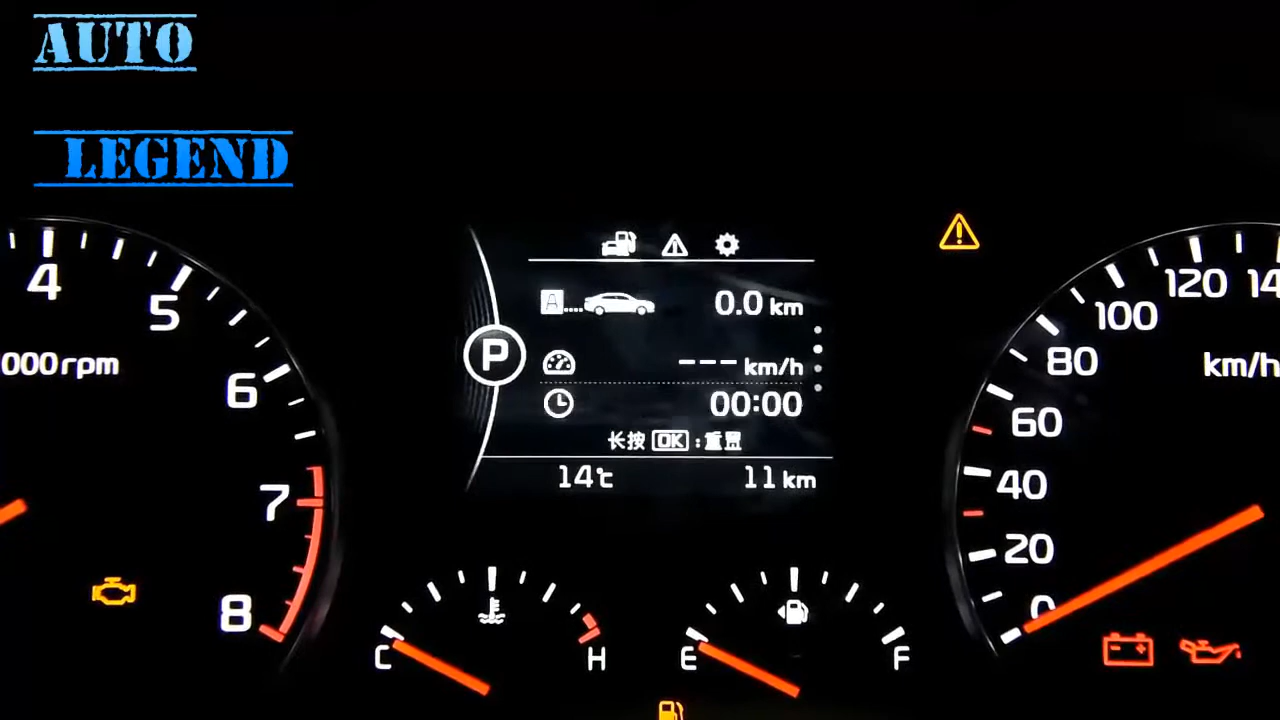 AUTO
LEGEND
4
5
6
7
8
000rpm
P
A
0.0 km
--- km/h
00:00
长按 OK : 重置
14℃
11 km
C
H
E
F
0
20
40
60
80
100
120
14
km/h